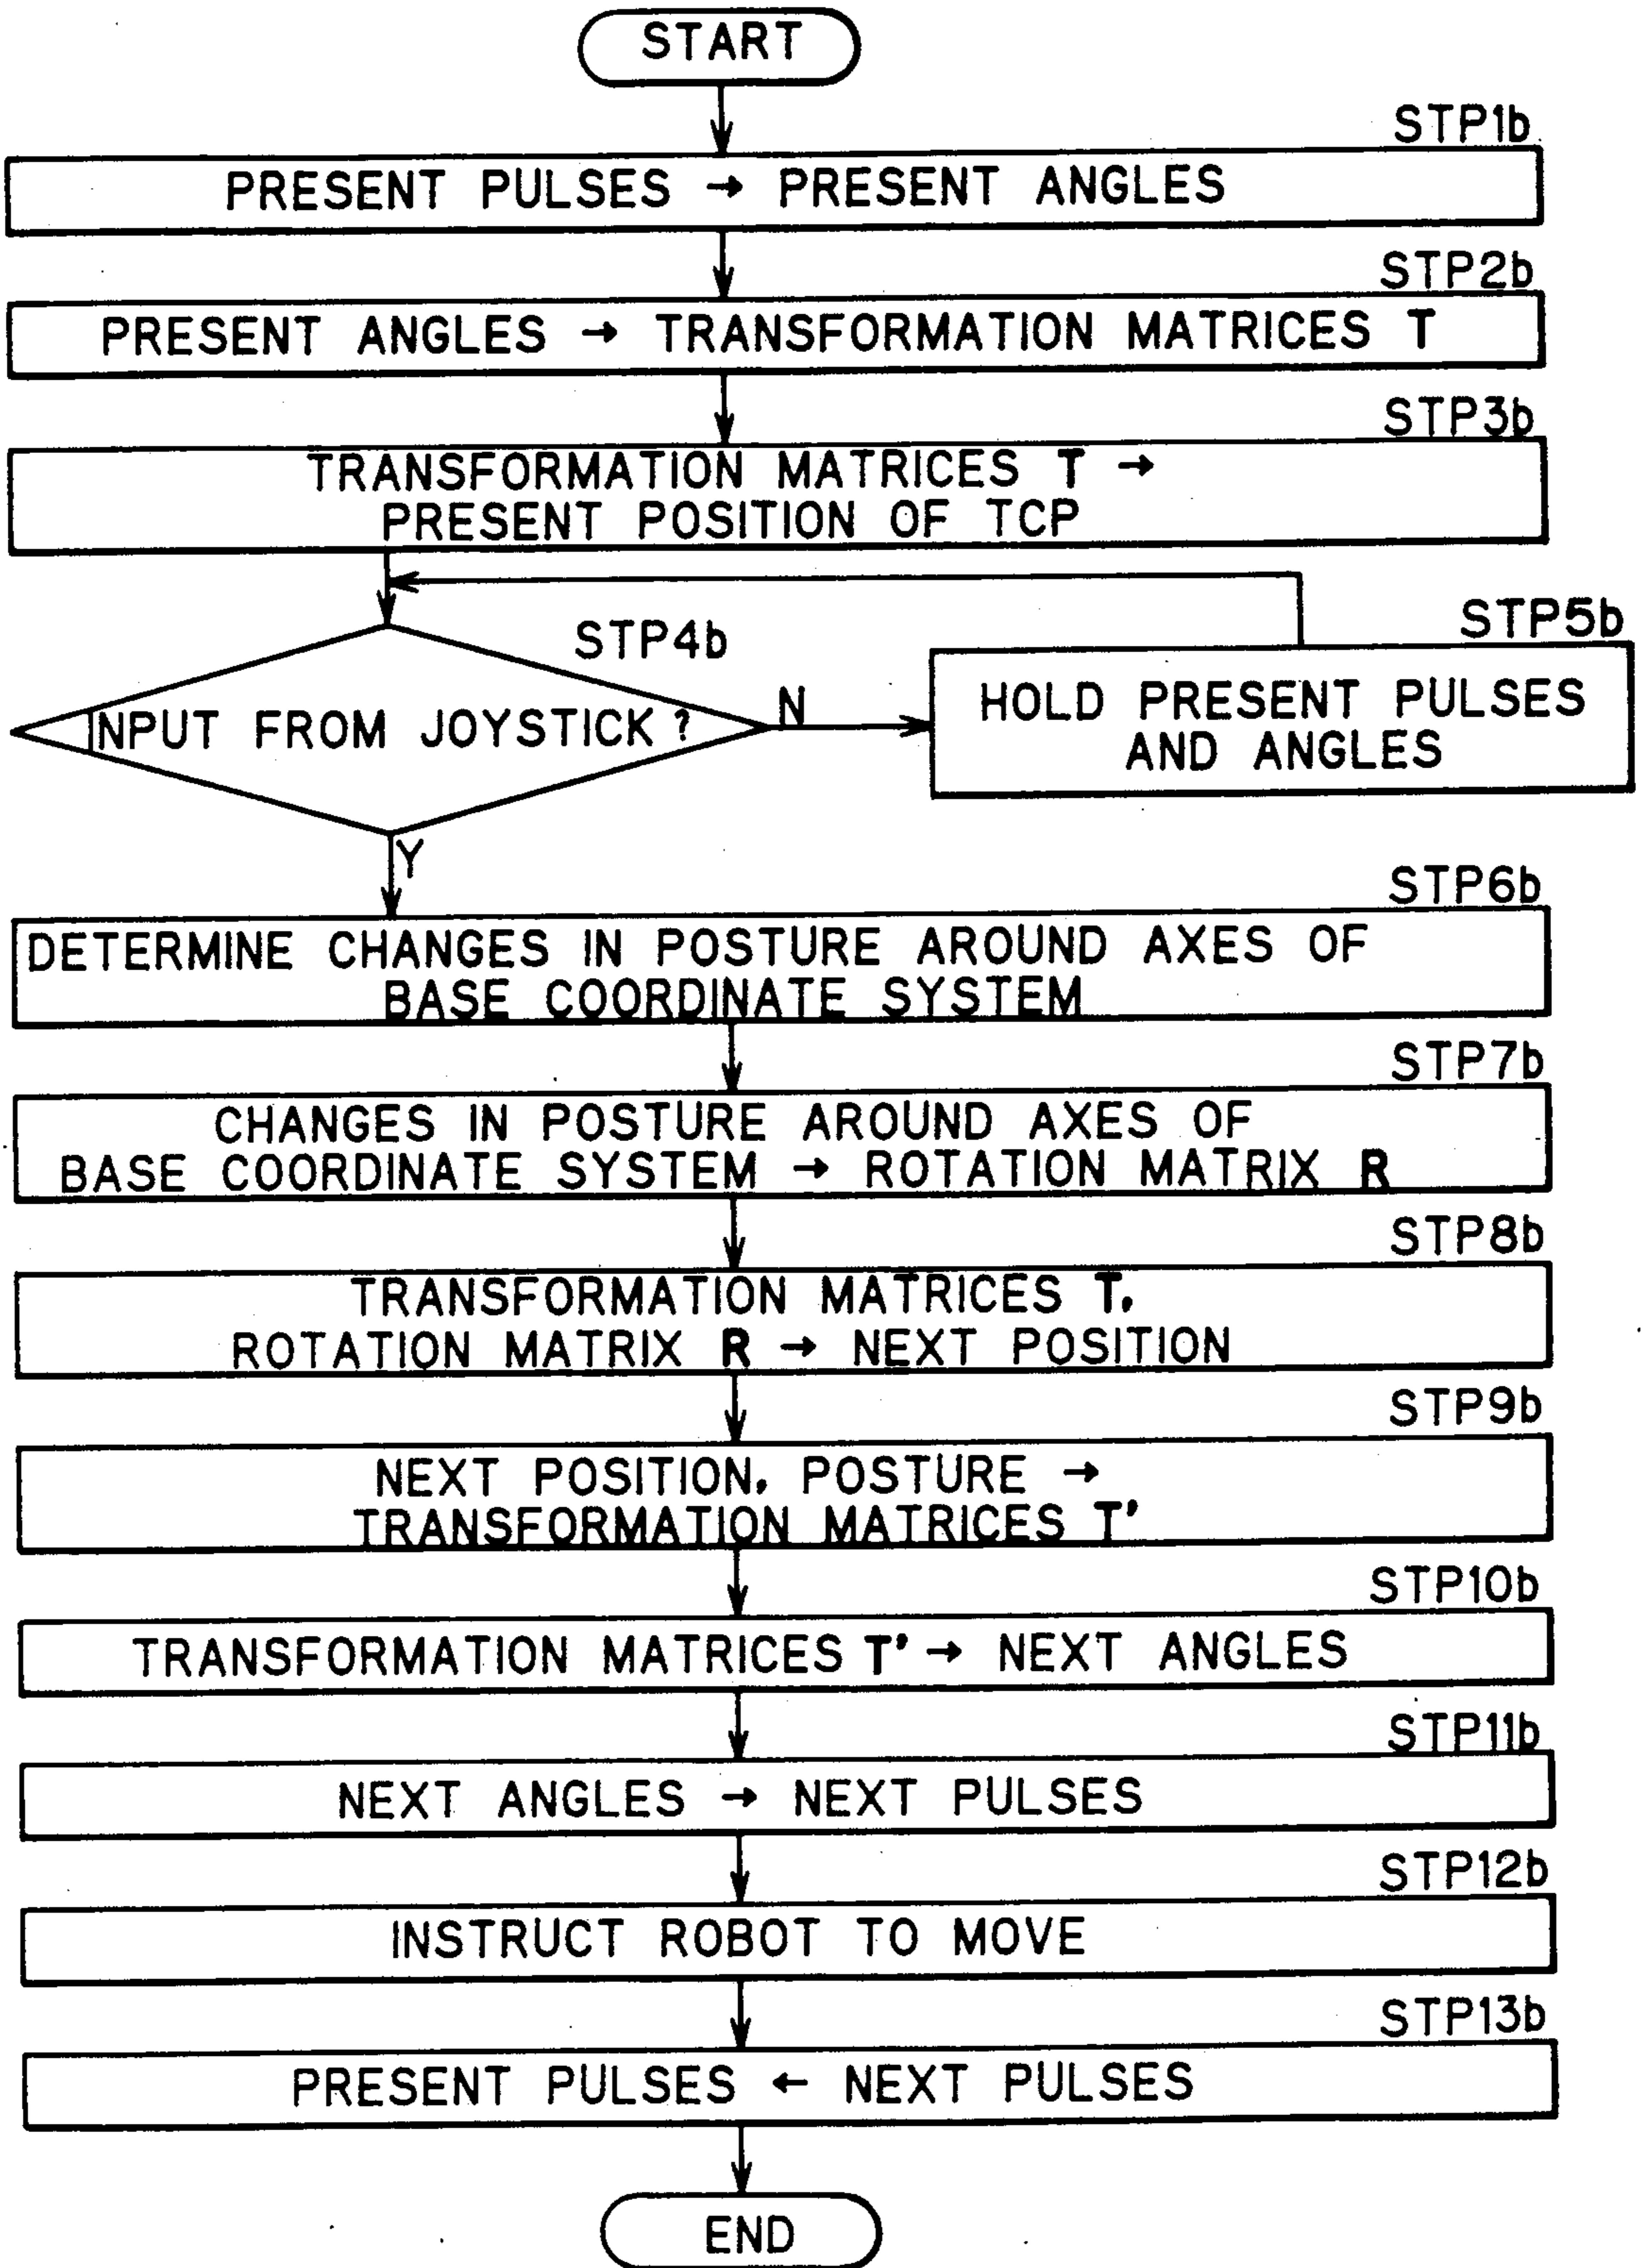 START
STP1b
PRESENT PULSES → PRESENT ANGLES
STP2b
PRESENT ANGLES → TRANSFORMATION MATRICES T
STP3b
TRANSFORMATION MATRICES T →
PRESENT POSITION OF TCP
STP4b
INPUT FROM JOYSTICK ?
N
STP5b
HOLD PRESENT PULSES
AND ANGLES
Y
STP6b
DETERMINE CHANGES IN POSTURE AROUND AXES OF
BASE COORDINATE SYSTEM
STP7b
CHANGES IN POSTURE AROUND AXES OF
BASE COORDINATE SYSTEM → ROTATION MATRIX R
STP8b
TRANSFORMATION MATRICES T,
ROTATION MATRIX R → NEXT POSITION
STP9b
NEXT POSITION, POSTURE →
TRANSFORMATION MATRICES T'
STP10b
TRANSFORMATION MATRICES T' → NEXT ANGLES
STP11b
NEXT ANGLES → NEXT PULSES
STP12b
INSTRUCT ROBOT TO MOVE
STP13b
PRESENT PULSES ← NEXT PULSES
END